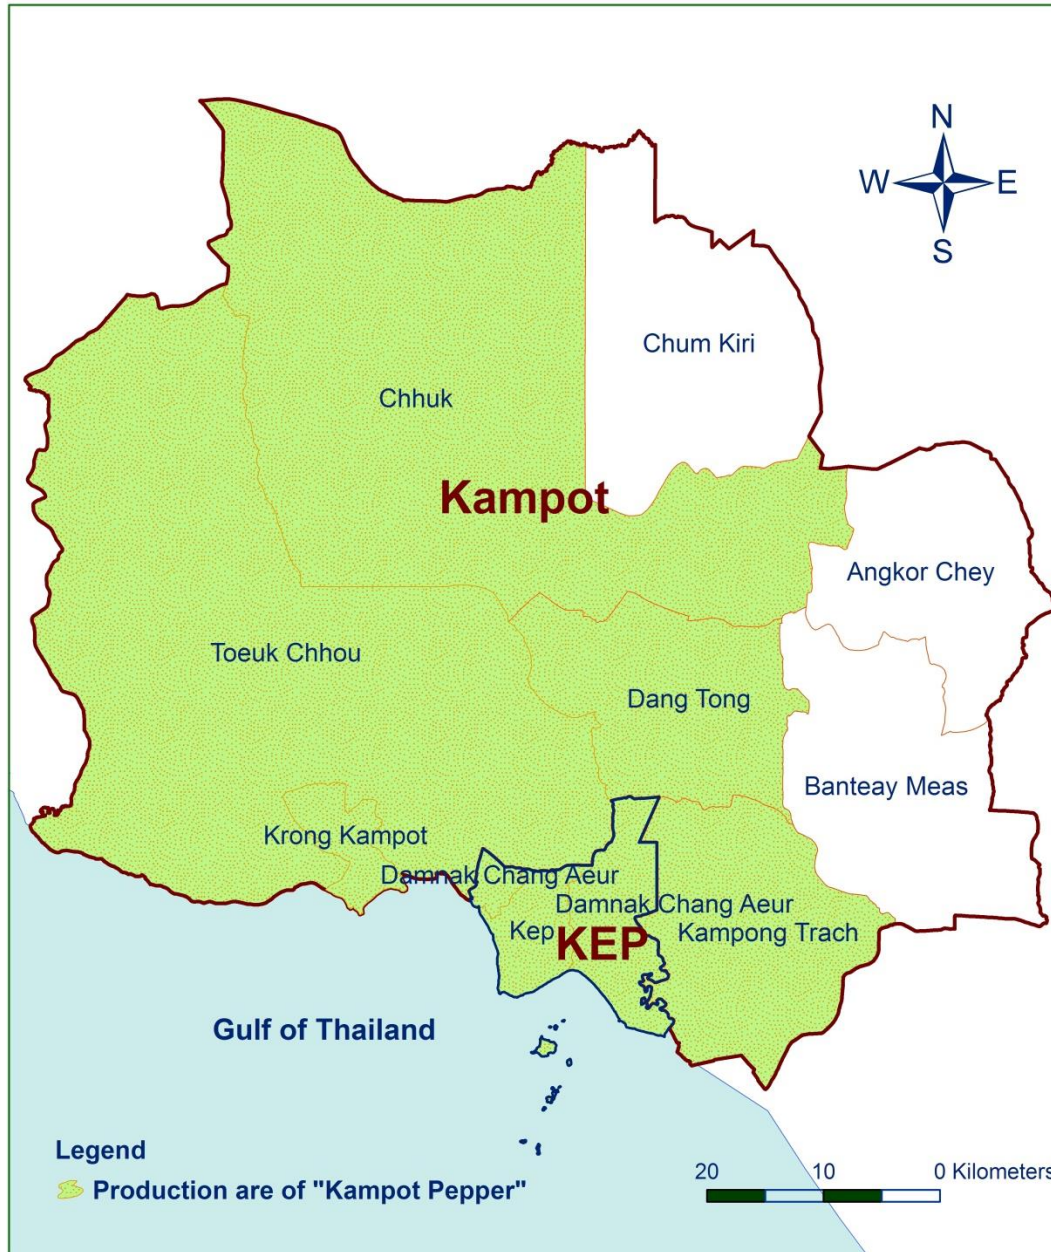 N
W E
S
Chum Kiri
Chhuk
Kampot
Angkor Chey
Toeuk Chhou
Dang Tong
Banteay Meas
Krong Kampot
Damnak Chang Aeur
Damnak Chang Aeur
Kep
KEP
Kampong Trach
Gulf of Thailand
Legend
Production are of "Kampot Pepper"
20 10 0 Kilometers